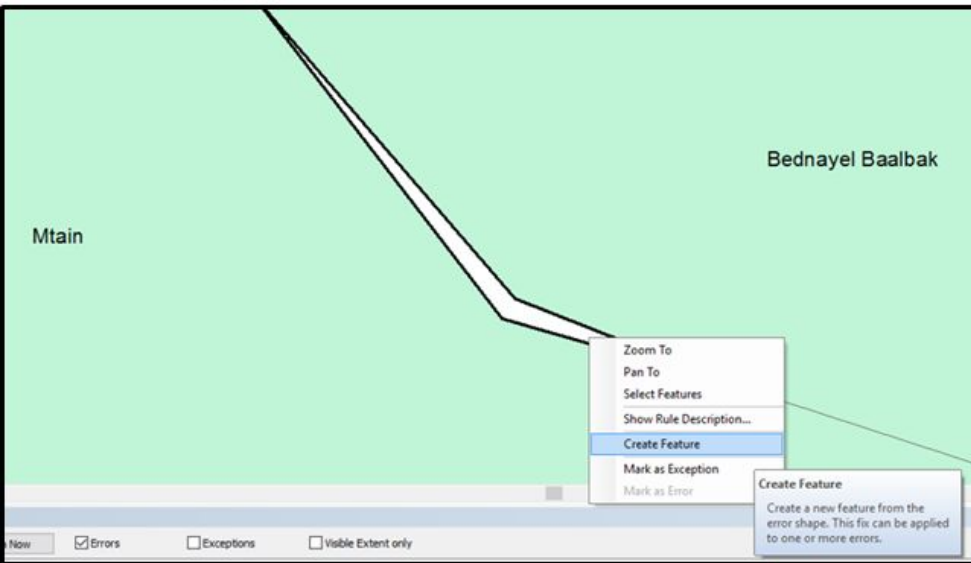 Bednayel Baalbak
Mtain
Zoom To
Pan To
Select Features
Show Rule Description...
Create Feature
Mark as Exception
Mark as Error
Create Feature
Create a new feature from the
error shape. This fix can be applied
to one or more errors.
Now
Errors
Exceptions
Visible Extent only